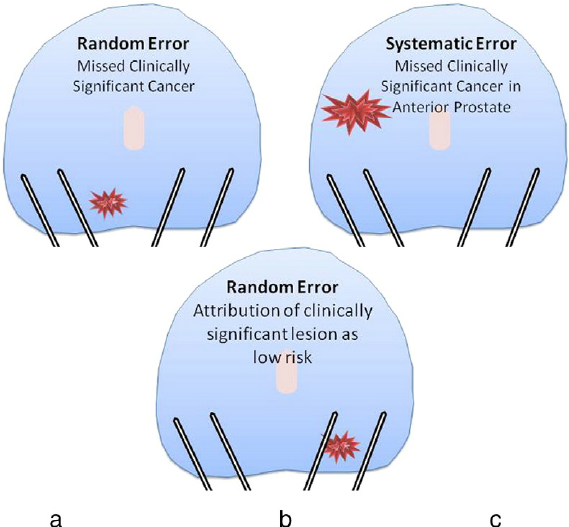 Random Error
Missed Clinically
Significant Cancer
Systematic Error
Missed Clinically
Significant Cancer in
Anterior Prostate
Random Error
Attribution of clinically
significant lesion as
low risk
a b c